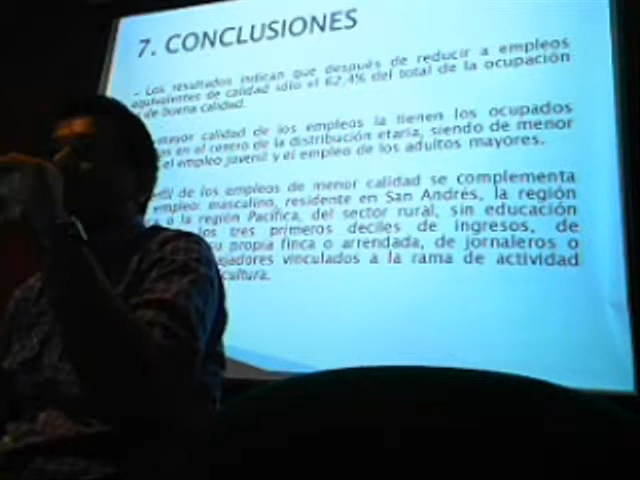 7. CONCLUSIONES
- Los resultados indican que después de reducir a empleos
equivalentes de calidad sólo el 62,4% del total de la ocupación
de buena calidad.
mayor calidad de los empleos la tienen los ocupados
en el centro de la distribución etaria, siendo de menor
el empleo juvenil y el empleo de los adultos mayores.
de los empleos de menor calidad se complementa
empleo masculino, residente en San Andrés, la región
o la región Pacífica, del sector rural, sin educación
los tres primeros deciles de ingresos, de
su propia finca o arrendada, de jornaleros o
vinculados a la rama de actividad